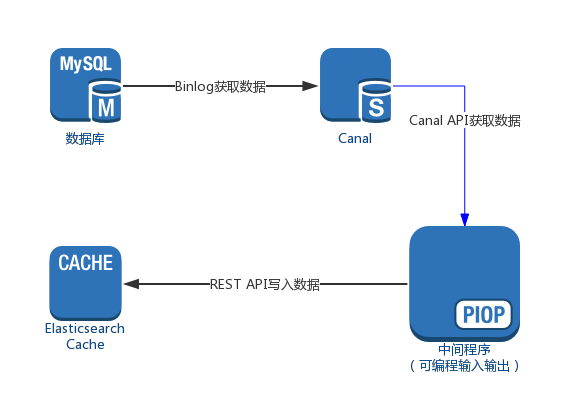 MySQL
M
数据库
Binlog获取数据
S
Canal
Canal API获取数据
CACHE
Elasticsearch
Cache
REST API写入数据
PIOP
中间程序
（可编程输入输出）